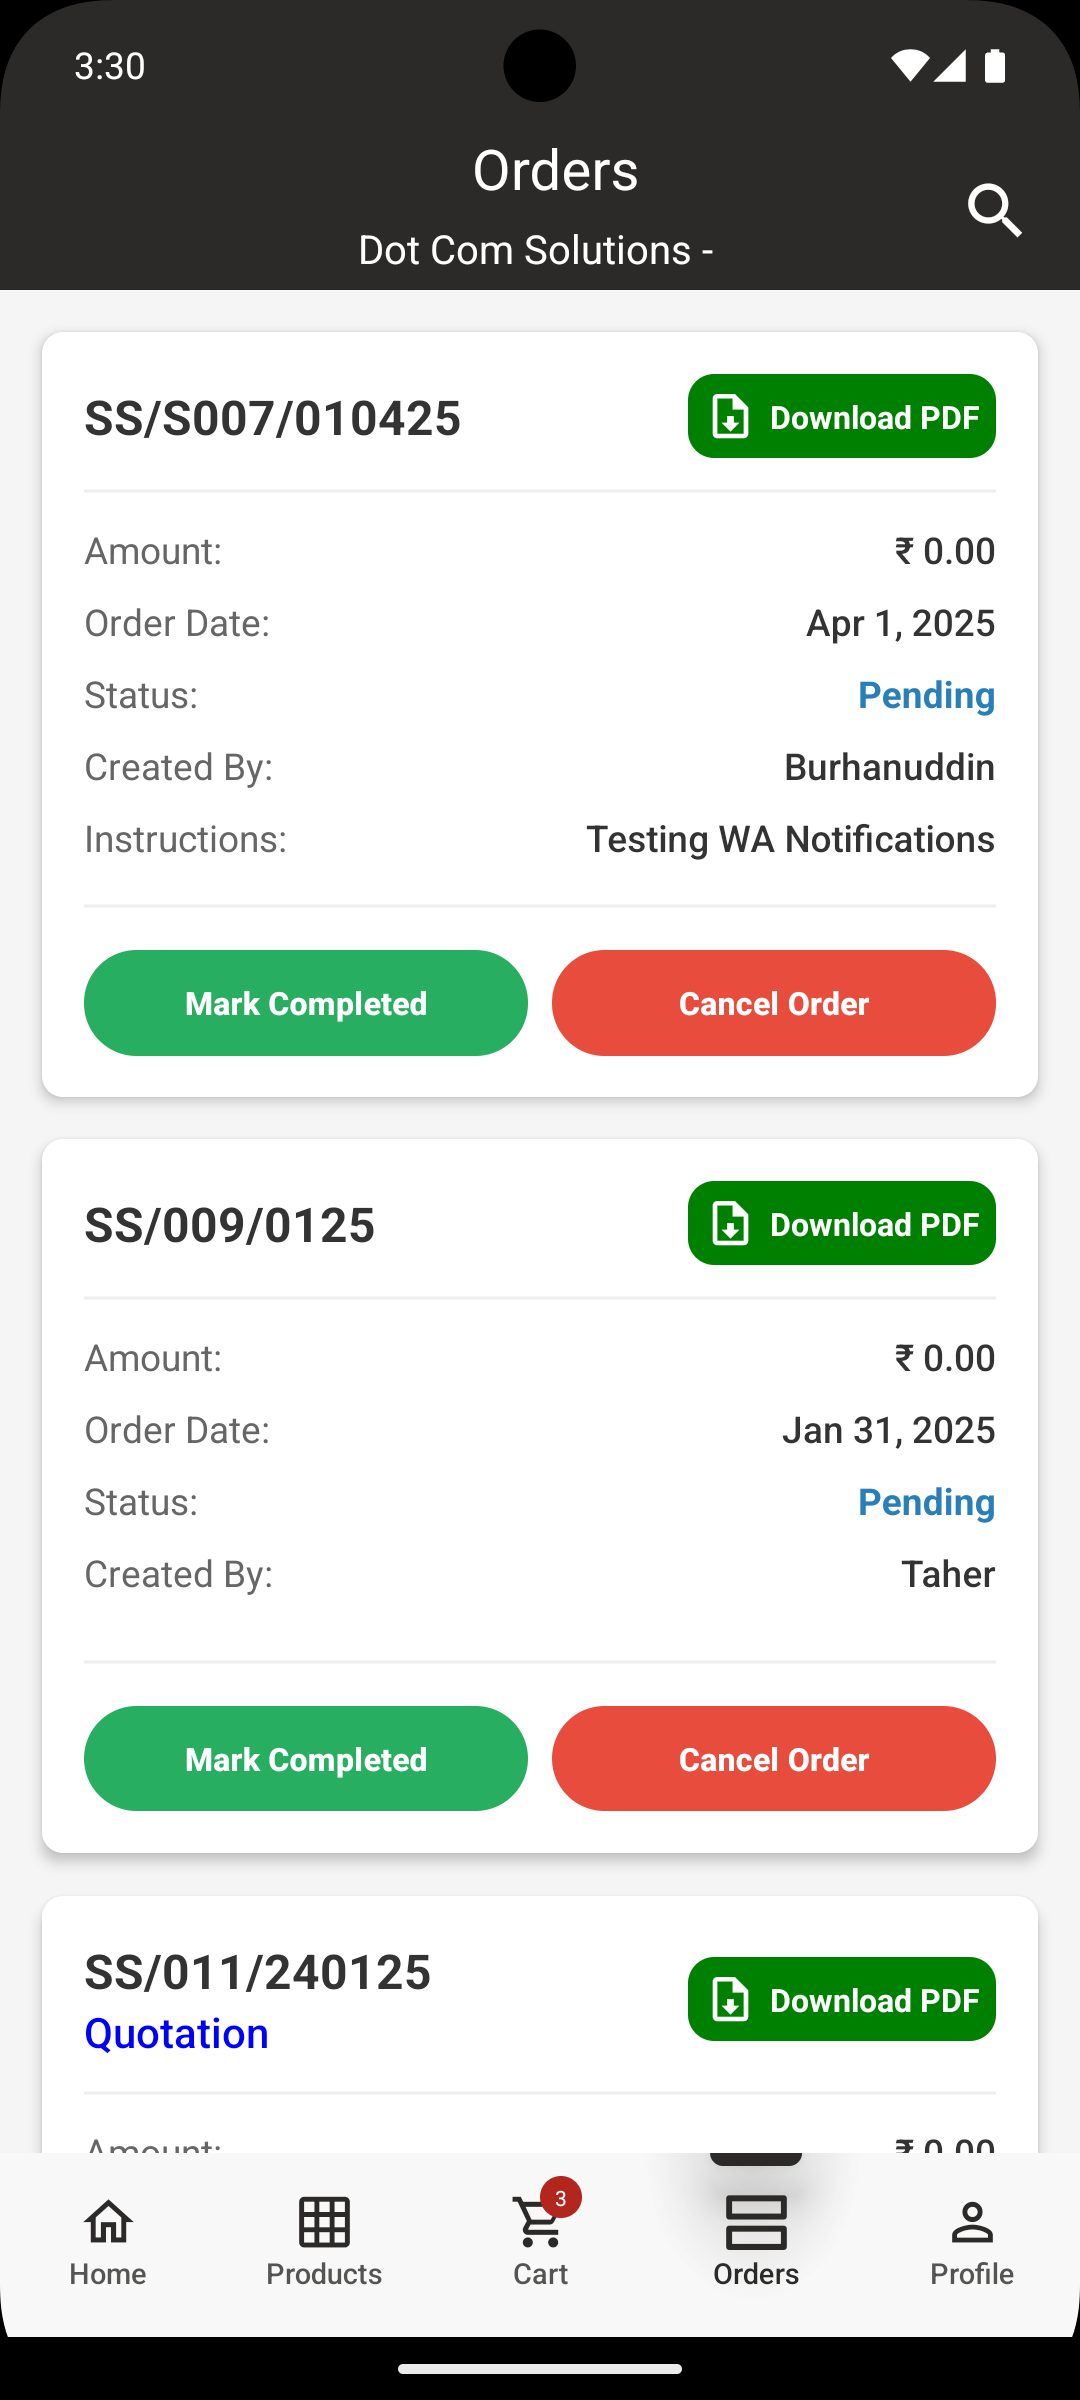 3:30
Orders
Dot Com Solutions -
SS/S007/010425
Download PDF
Amount: ₹ 0.00
Order Date: Apr 1, 2025
Status: Pending
Created By: Burhanuddin
Instructions: Testing WA Notifications
Mark Completed Cancel Order
SS/009/0125
Download PDF
Amount: ₹ 0.00
Order Date: Jan 31, 2025
Status: Pending
Created By: Taher
Mark Completed Cancel Order
SS/011/240125
Quotation
Download PDF
Amount: ₹ 0.00
3
Home Products Cart Orders Profile